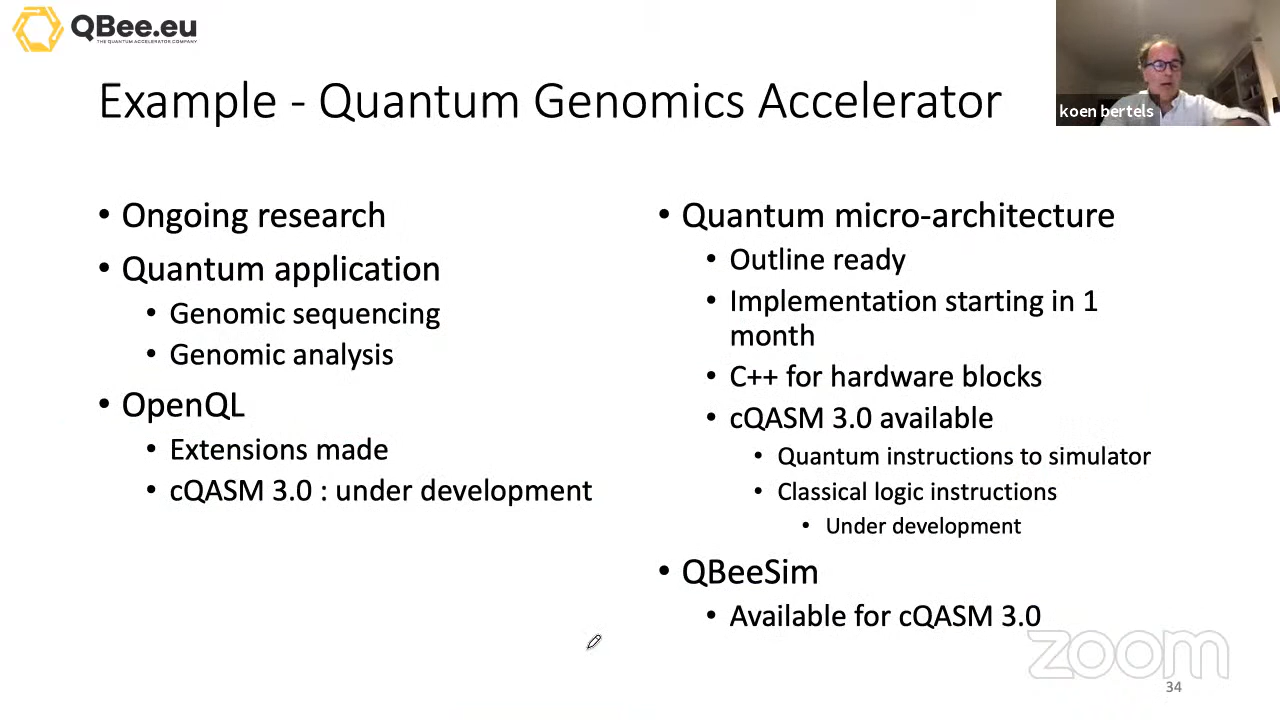 QBee.eu
THE QUANTUM ACCELERATOR COMPANY
Example - Quantum Genomics Accelerator
koen bertels
• Ongoing research
• Quantum application
• Genomic sequencing
• Genomic analysis
• OpenQL
• Extensions made
• cQASM 3.0 : under development
• Quantum micro-architecture
• Outline ready
• Implementation starting in 1
month
• C++ for hardware blocks
• cQASM 3.0 available
• Quantum instructions to simulator
• Classical logic instructions
• Under development
• QBeeSim
• Available for cQASM 3.0
zoom
34